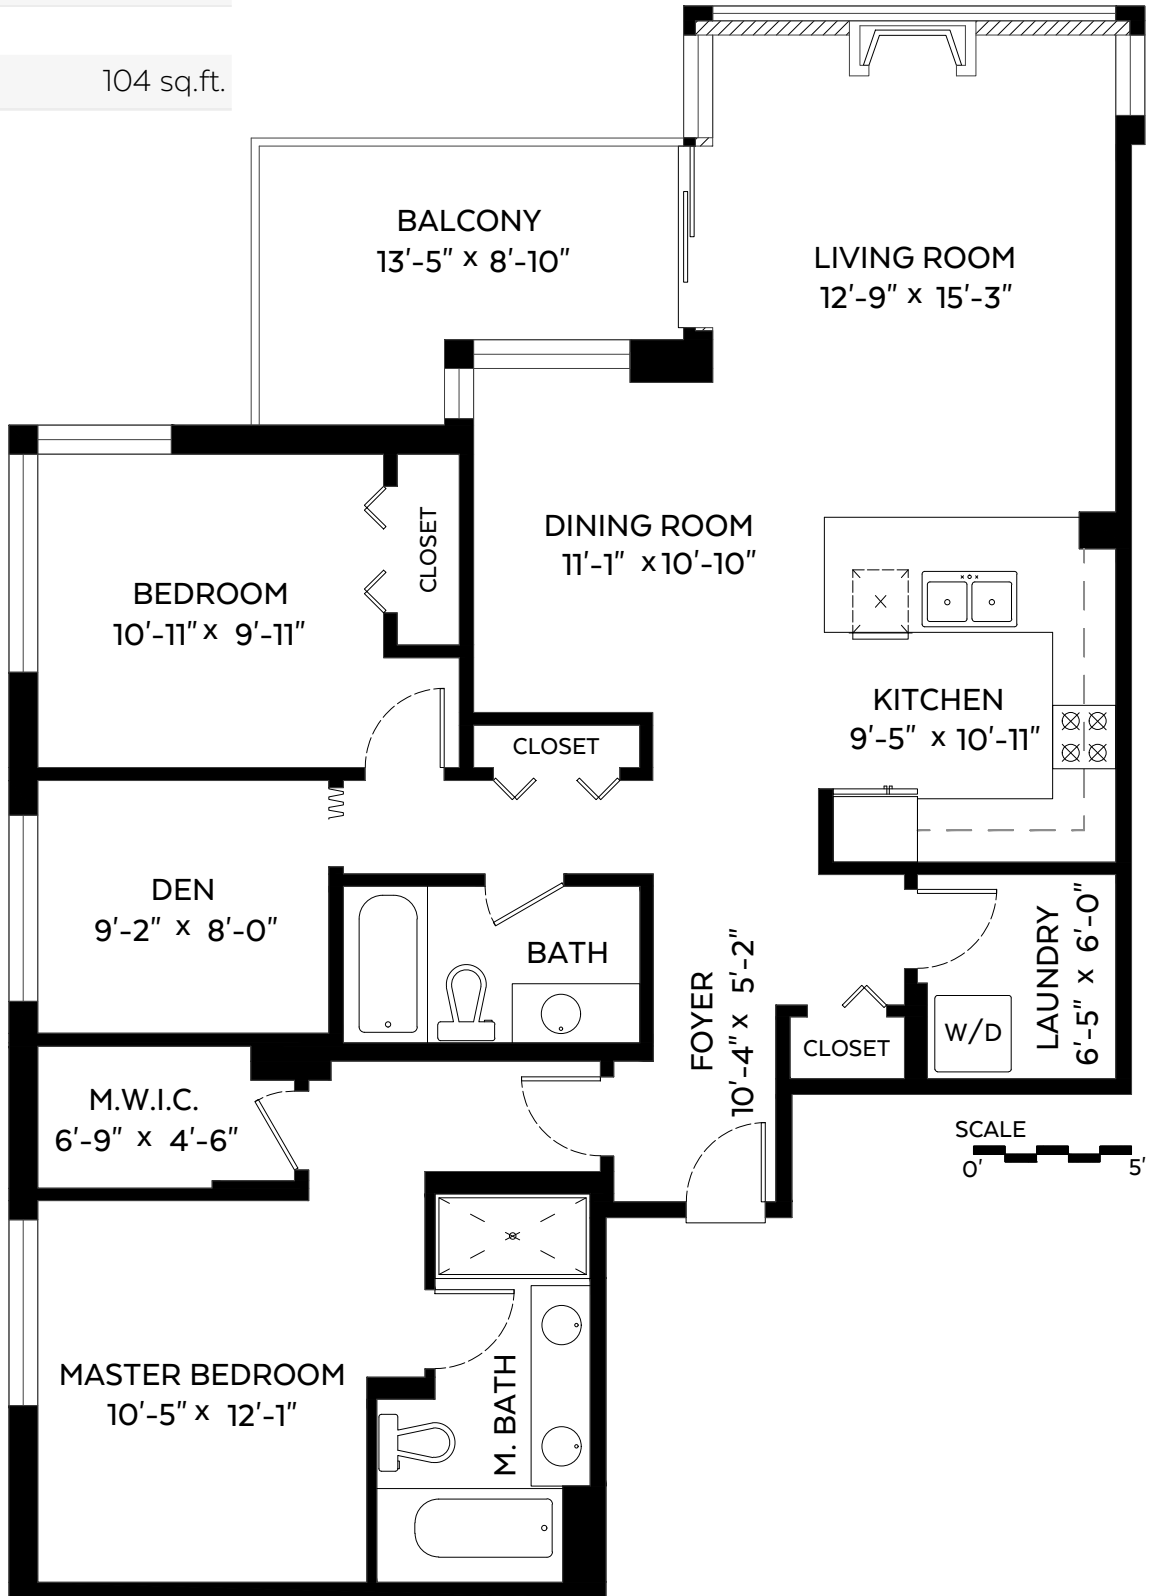 104 sq.ft.
BALCONY
13'-5" x 8'-10"
LIVING ROOM
12'-9" x 15'-3"
DINING ROOM
11'-1" x 10'-10"
CLOSET
BEDROOM
10'-11" x 9'-11"
KITCHEN
9'-5" x 10'-11"
CLOSET
DEN
9'-2" x 8'-0"
BATH
FOYER
10'-4" x 5'-2"
LAUNDRY
6'-5" x 6'-0"
W/D
CLOSET
M.W.I.C.
6'-9" x 4'-6"
SCALE
0' 5'
MASTER BEDROOM
10'-5" x 12'-1"
M. BATH